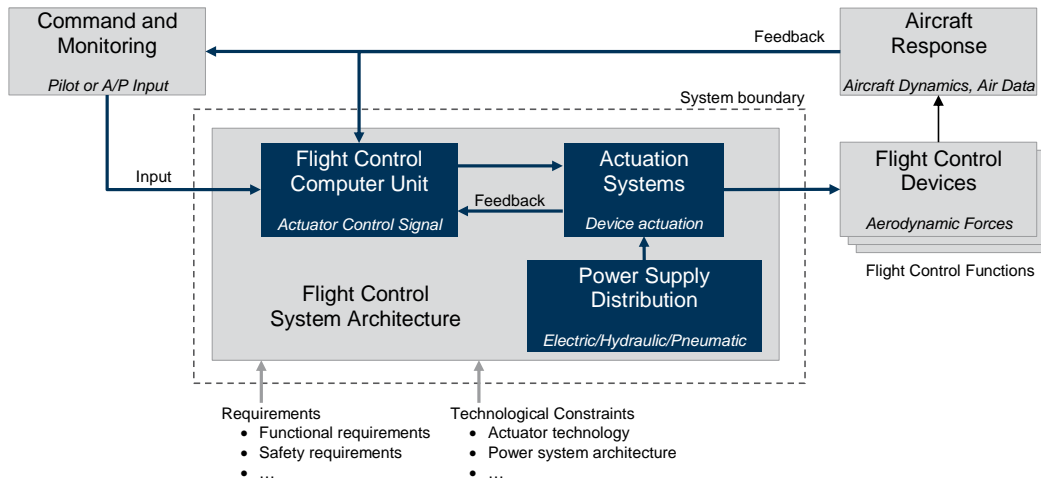 Command and
Monitoring
Pilot or A/P Input
Feedback
Aircraft
Response
Aircraft Dynamics, Air Data
System boundary
Input
Flight Control
Computer Unit
Actuator Control Signal
Feedback
Actuation
Systems
Device actuation
Flight Control
Devices
Aerodynamic Forces
Flight Control Functions
Power Supply
Distribution
Electric/Hydraulic/Pneumatic
Flight Control
System Architecture
Requirements
• Functional requirements
• Safety requirements
• …
Technological Constraints
• Actuator technology
• Power system architecture
• …